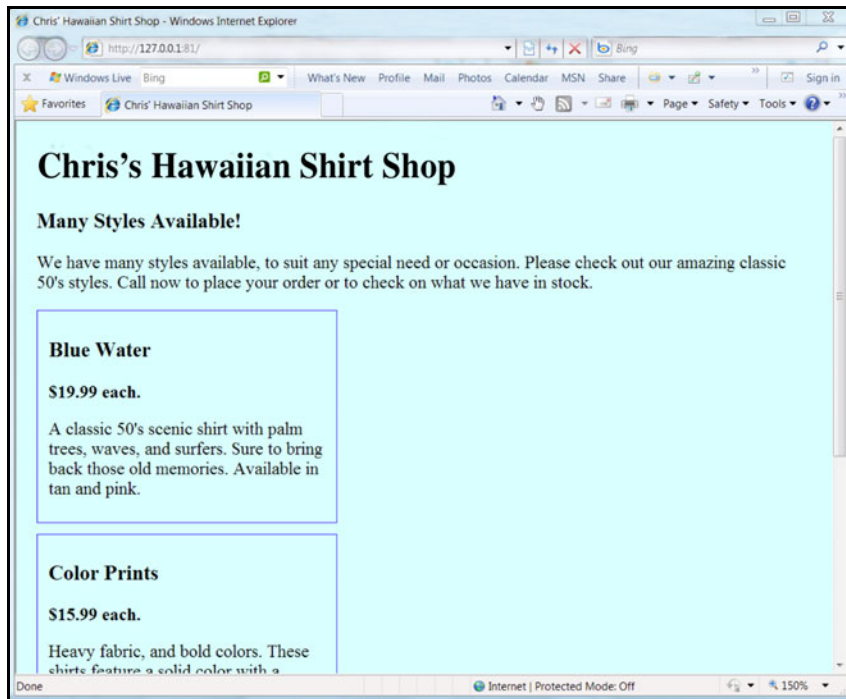 Chris' Hawaiian Shirt Shop - Windows Internet Explorer
http://127.0.0.1:81/ Bing
X Windows Live Bing What's New Profile Mail Photos Calendar MSN Share » Sign in
Favorites Chris' Hawaiian Shirt Shop Page Safety Tools »
Chris’s Hawaiian Shirt Shop
Many Styles Available!
We have many styles available, to suit any special need or occasion. Please check out our amazing classic
50's styles. Call now to place your order or to check on what we have in stock.
Blue Water
$19.99 each.
A classic 50's scenic shirt with palm
trees, waves, and surfers. Sure to bring
back those old memories. Available in
tan and pink.
Color Prints
$15.99 each.
Heavy fabric, and bold colors. These
shirts feature a solid color with a
Done Internet | Protected Mode: Off 150%